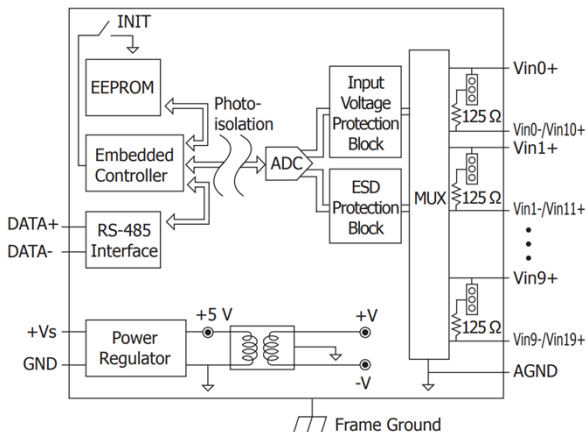 INIT
EEPROM
Photo-
isolation
Embedded
Controller
DATA+
DATA-
RS-485
Interface
ADC
Input
Voltage
Protection
Block
ESD
Protection
Block
MUX
Vin0+
125 Ω
Vin0-/Vin10+
Vin1+
125 Ω
Vin1-/Vin11+
Vin9+
125 Ω
Vin9-/Vin19+
AGND
+Vs
GND
Power
Regulator
+5 V
+V
-V
Frame Ground